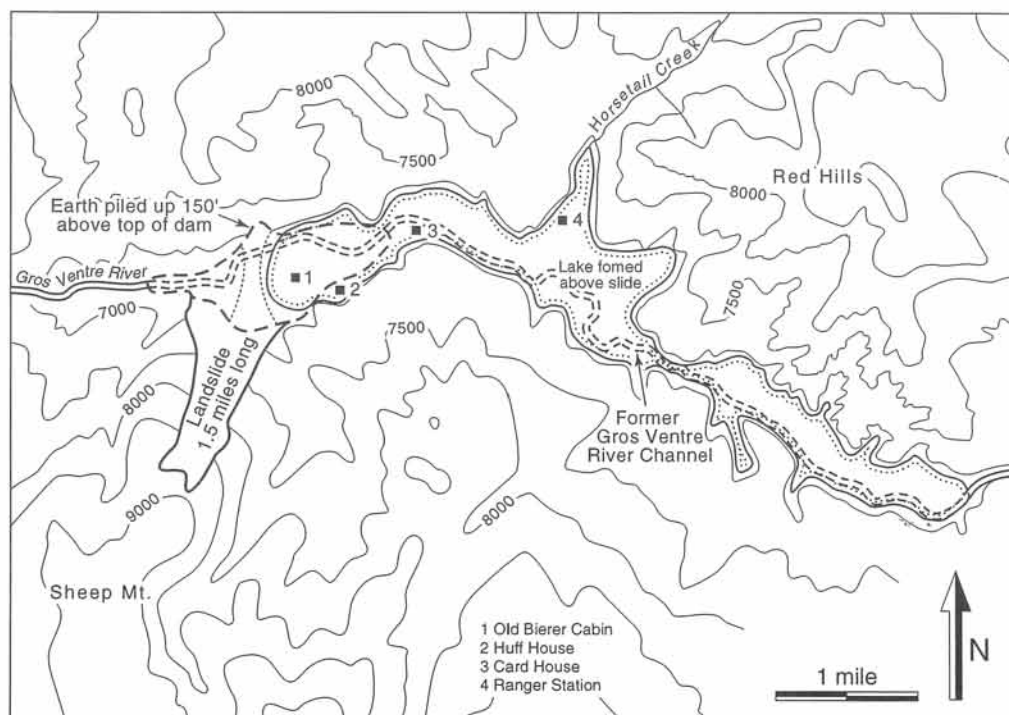 8000
Horsetail Creek
7500
8000
Red Hills
Earth piled up 150'
above top of dam
3
4
Gros Ventre River
1
Lake fomed
above slide
2
7000
7500
7500
Landslide
1.5 miles long
8000
Former
Gros Ventre
River Channel
9000
8000
Sheep Mt.
1 Old Bierer Cabin
2 Huff House
3 Card House
4 Ranger Station
N
1 mile